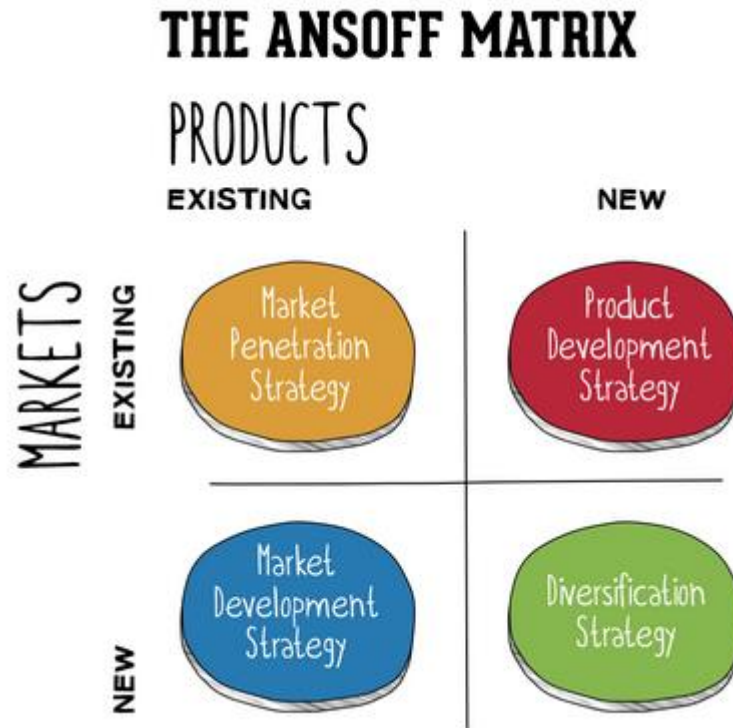 THE ANSOFF MATRIX
PRODUCTS
EXISTING
NEW
MARKETS
EXISTING
Market
Penetration
Strategy
Product
Development
Strategy
NEW
Market
Development
Strategy
Diversification
Strategy